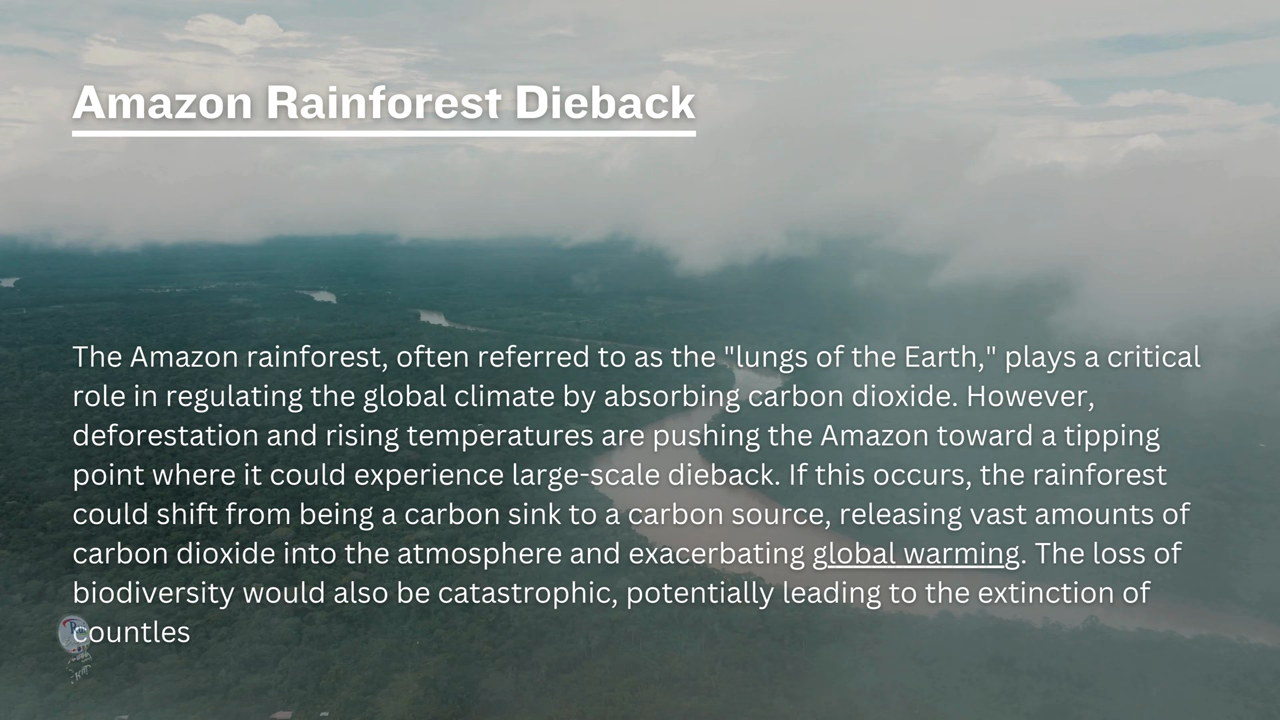 Amazon Rainforest Dieback
The Amazon rainforest, often referred to as the "lungs of the Earth," plays a critical
role in regulating the global climate by absorbing carbon dioxide. However,
deforestation and rising temperatures are pushing the Amazon toward a tipping
point where it could experience large-scale dieback. If this occurs, the rainforest
could shift from being a carbon sink to a carbon source, releasing vast amounts of
carbon dioxide into the atmosphere and exacerbating global warming. The loss of
biodiversity would also be catastrophic, potentially leading to the extinction of
countles